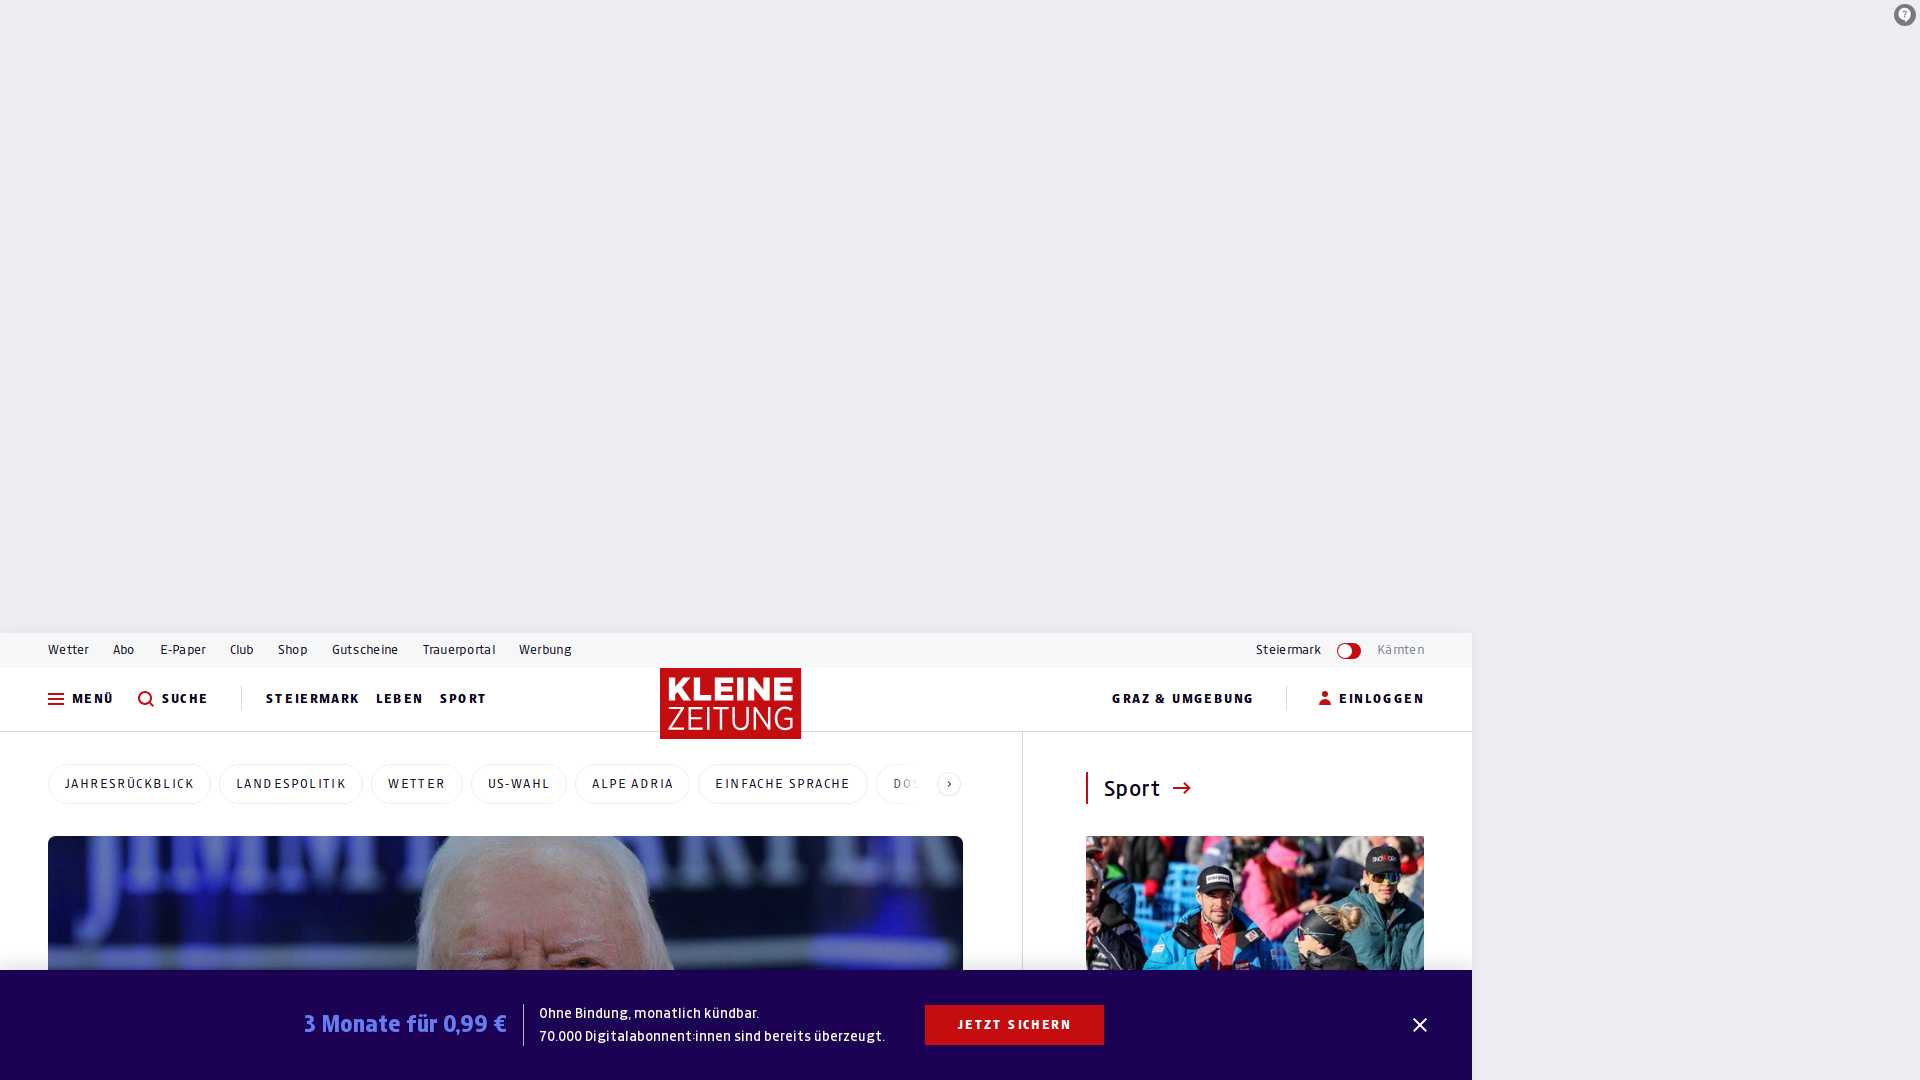 Wetter Abo E-Paper Club Shop Gutscheine Trauerportal Werbung Steiermark Kärnten
MENÜ SUCHE STEIERMARK LEBEN SPORT KLEINE ZEITUNG GRAZ & UMGEBUNG EINLOGGEN
JAHRESRÜCKBLICK LANDESPOLITIK WETTER US-WAHL ALPE ADRIA EINFACHE SPRACHE
Sport
3 Monate für 0,99 €
Ohne Bindung, monatlich kündbar.
70.000 Digitalabonnent:innen sind bereits überzeugt.
JETZT SICHERN